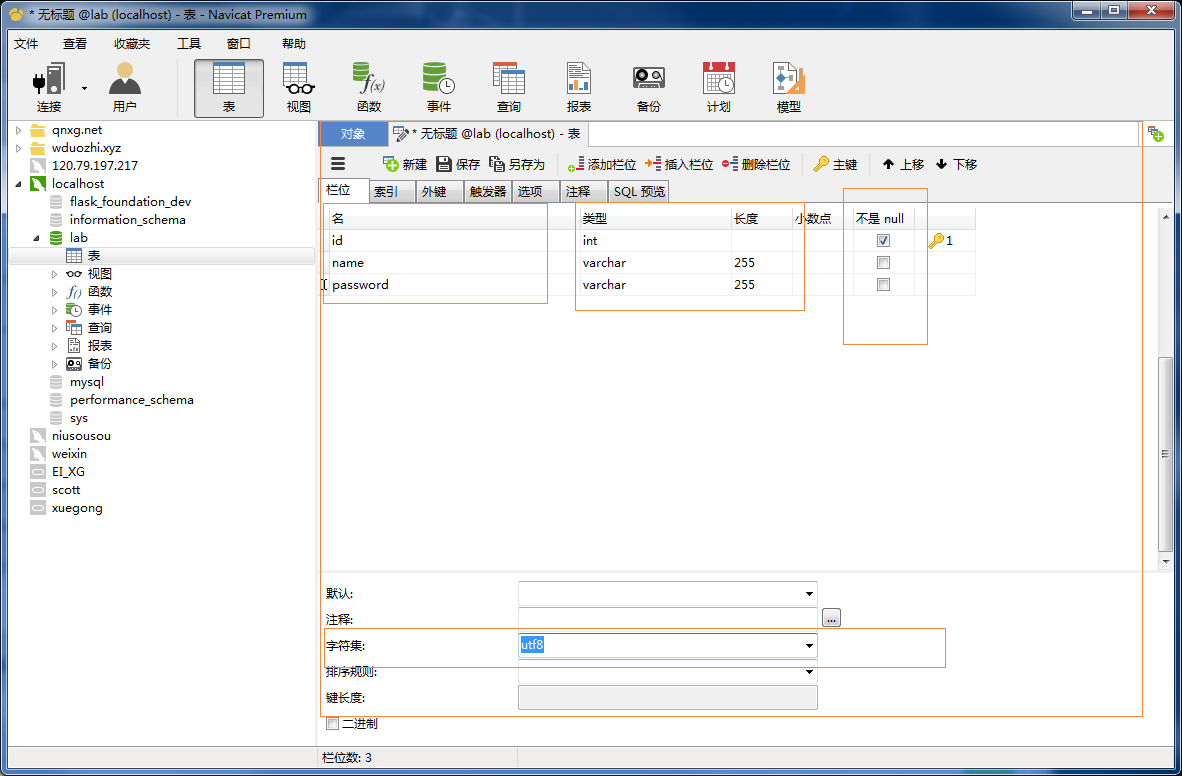 * 无标题 @lab (localhost) - 表 - Navicat Premium
文件 查看 收藏夹 工具 窗口 帮助
连接 用户 表 视图 函数 事件 查询 报表 备份 计划 模型
qnxg.net
wduozhi.xyz
120.79.197.217
localhost
flask_foundation_dev
information_schema
lab
表
视图
函数
事件
查询
报表
备份
mysql
performance_schema
sys
niusousou
weixin
EI_XG
scott
xuegong
对象 * 无标题 @lab (localhost) - 表
新建 保存 另存为 添加栏位 插入栏位 删除栏位 主键 上移 下移
栏位 索引 外键 触发器 选项 注释 SQL 预览
名 类型 长度 小数点 不是 null
id int 1
name varchar 255
password varchar 255
默认:
注释: ...
字符集: utf8
排序规则:
键长度:
二进制
栏位数: 3